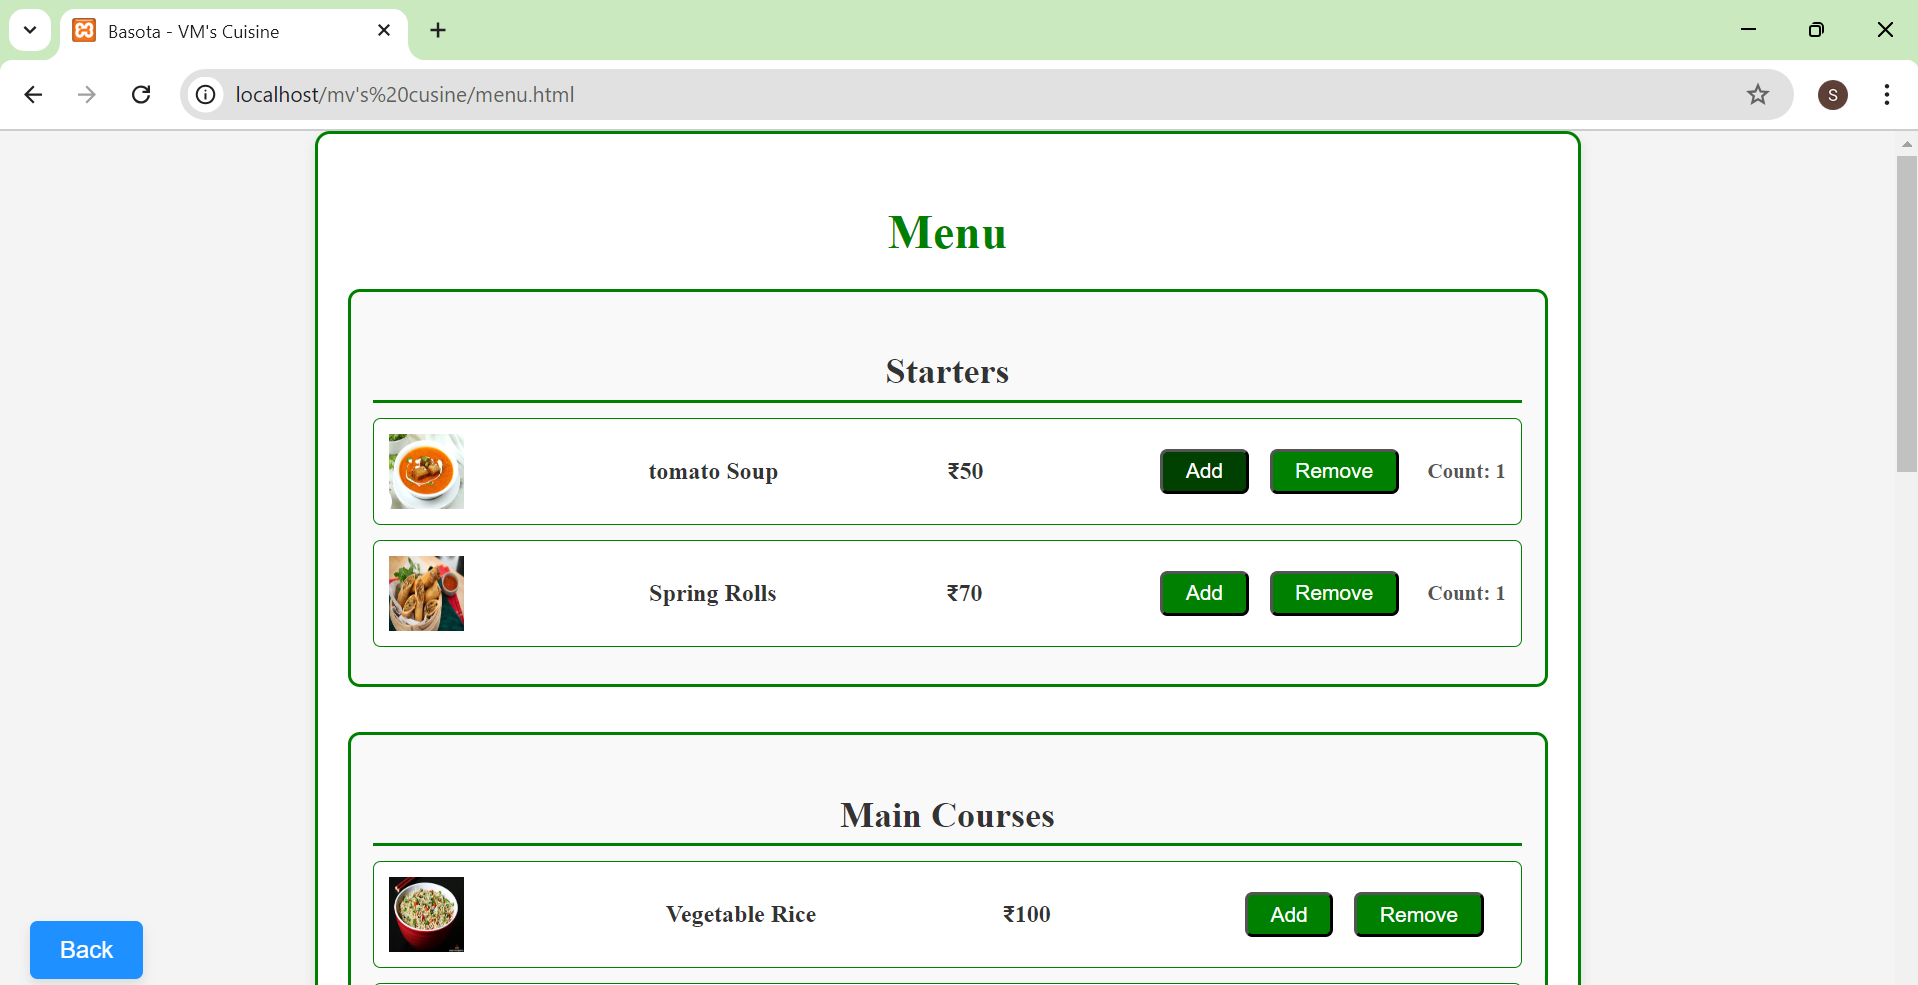 Basota - VM's Cuisine
localhost/mv's%20cusine/menu.html
S
Menu
Starters
tomato Soup ₹50 Add Remove Count: 1
Spring Rolls ₹70 Add Remove Count: 1
Main Courses
Vegetable Rice ₹100 Add Remove
Back